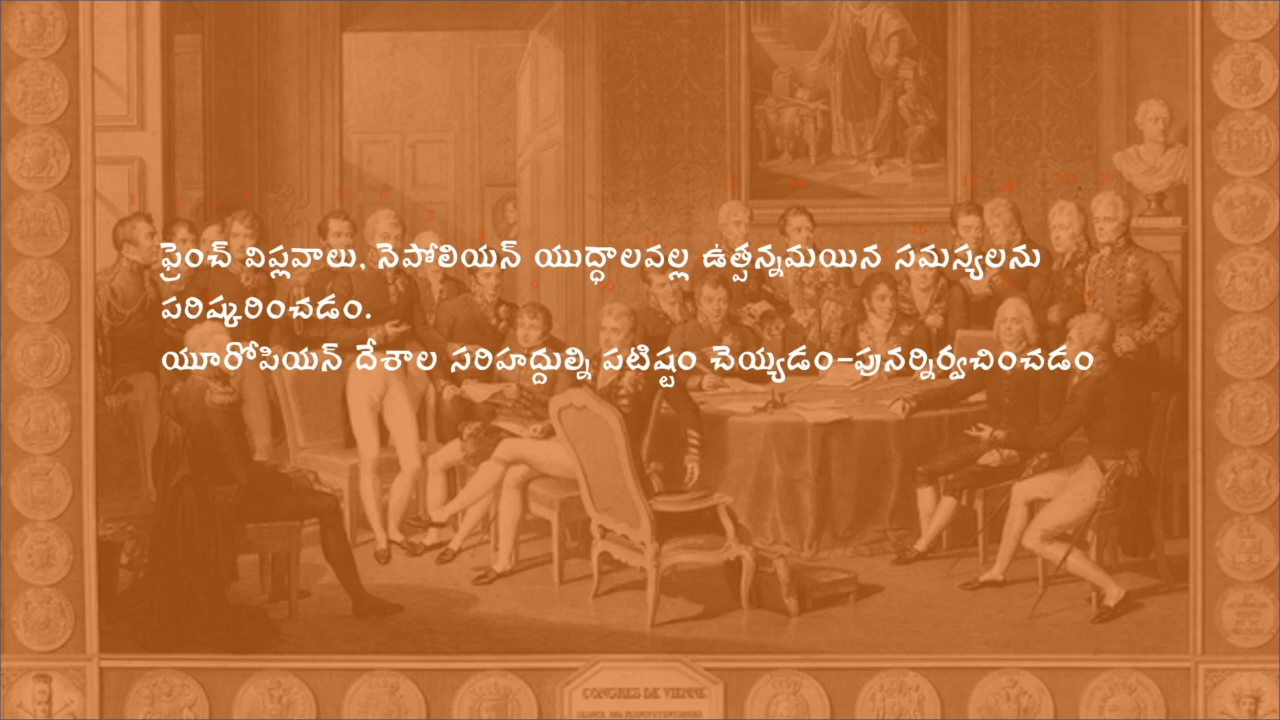 ఫ్రెంచ్ విప్లవాలు, నెపోలియన్ యుద్ధాలవల్ల ఉత్పన్నమయిన సమస్యలను
పరిష్కరించడం.
యూరోపియన్ దేశాల సరిహద్దుల్ని పటిష్టం చెయ్యడం-పునర్నిర్వచించడం
CONGRÈS DE VIENNE